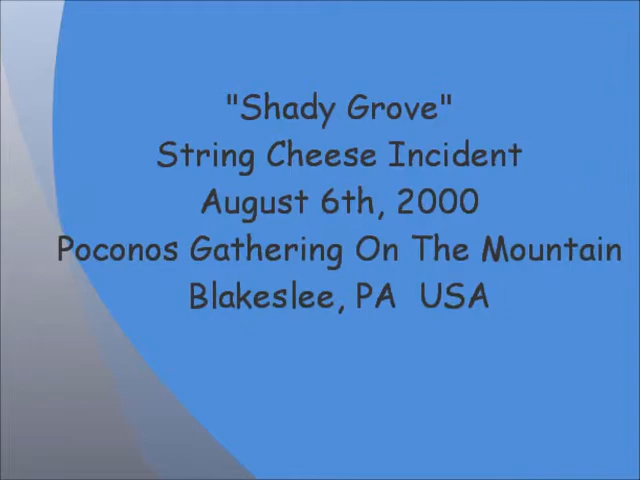 "Shady Grove"
String Cheese Incident
August 6th, 2000
Poconos Gathering On The Mountain
Blakeslee, PA  USA